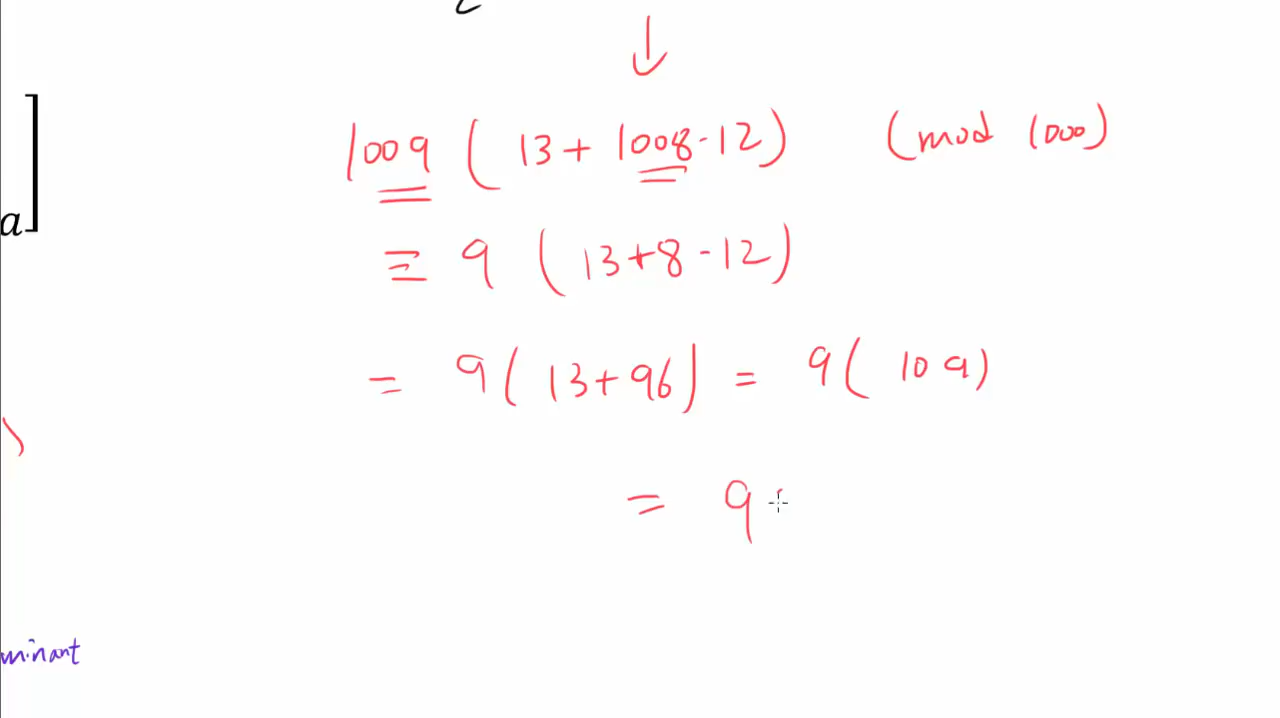 1009 ( 13 + 1008 · 12 ) (mod 1000)
a]
≡ 9 ( 13+8 · 12 )
= 9 ( 13+96 ) = 9 ( 109 )
= 9
minant